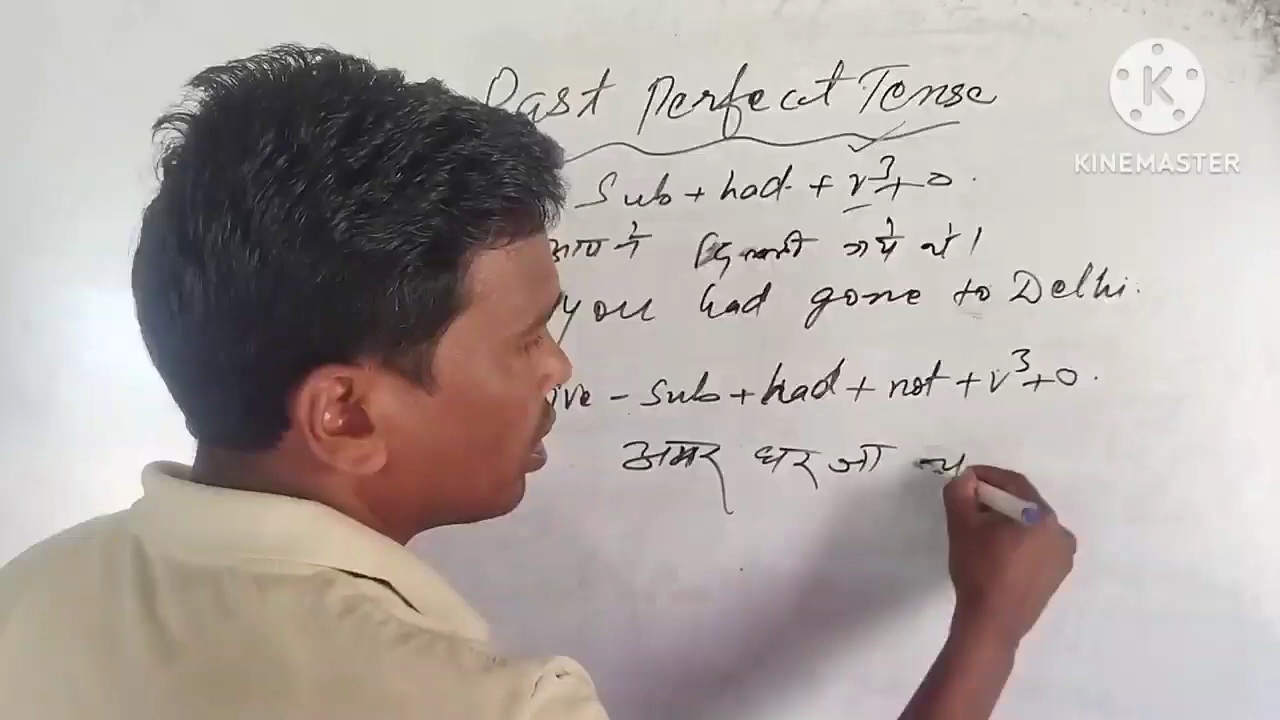 Past Perfect Tense
KINEMASTER
Sub + had + v³ + o.
गये थे।
you had gone to Delhi.
ive - Sub + had + not + v³ + o.
अमर घर जा